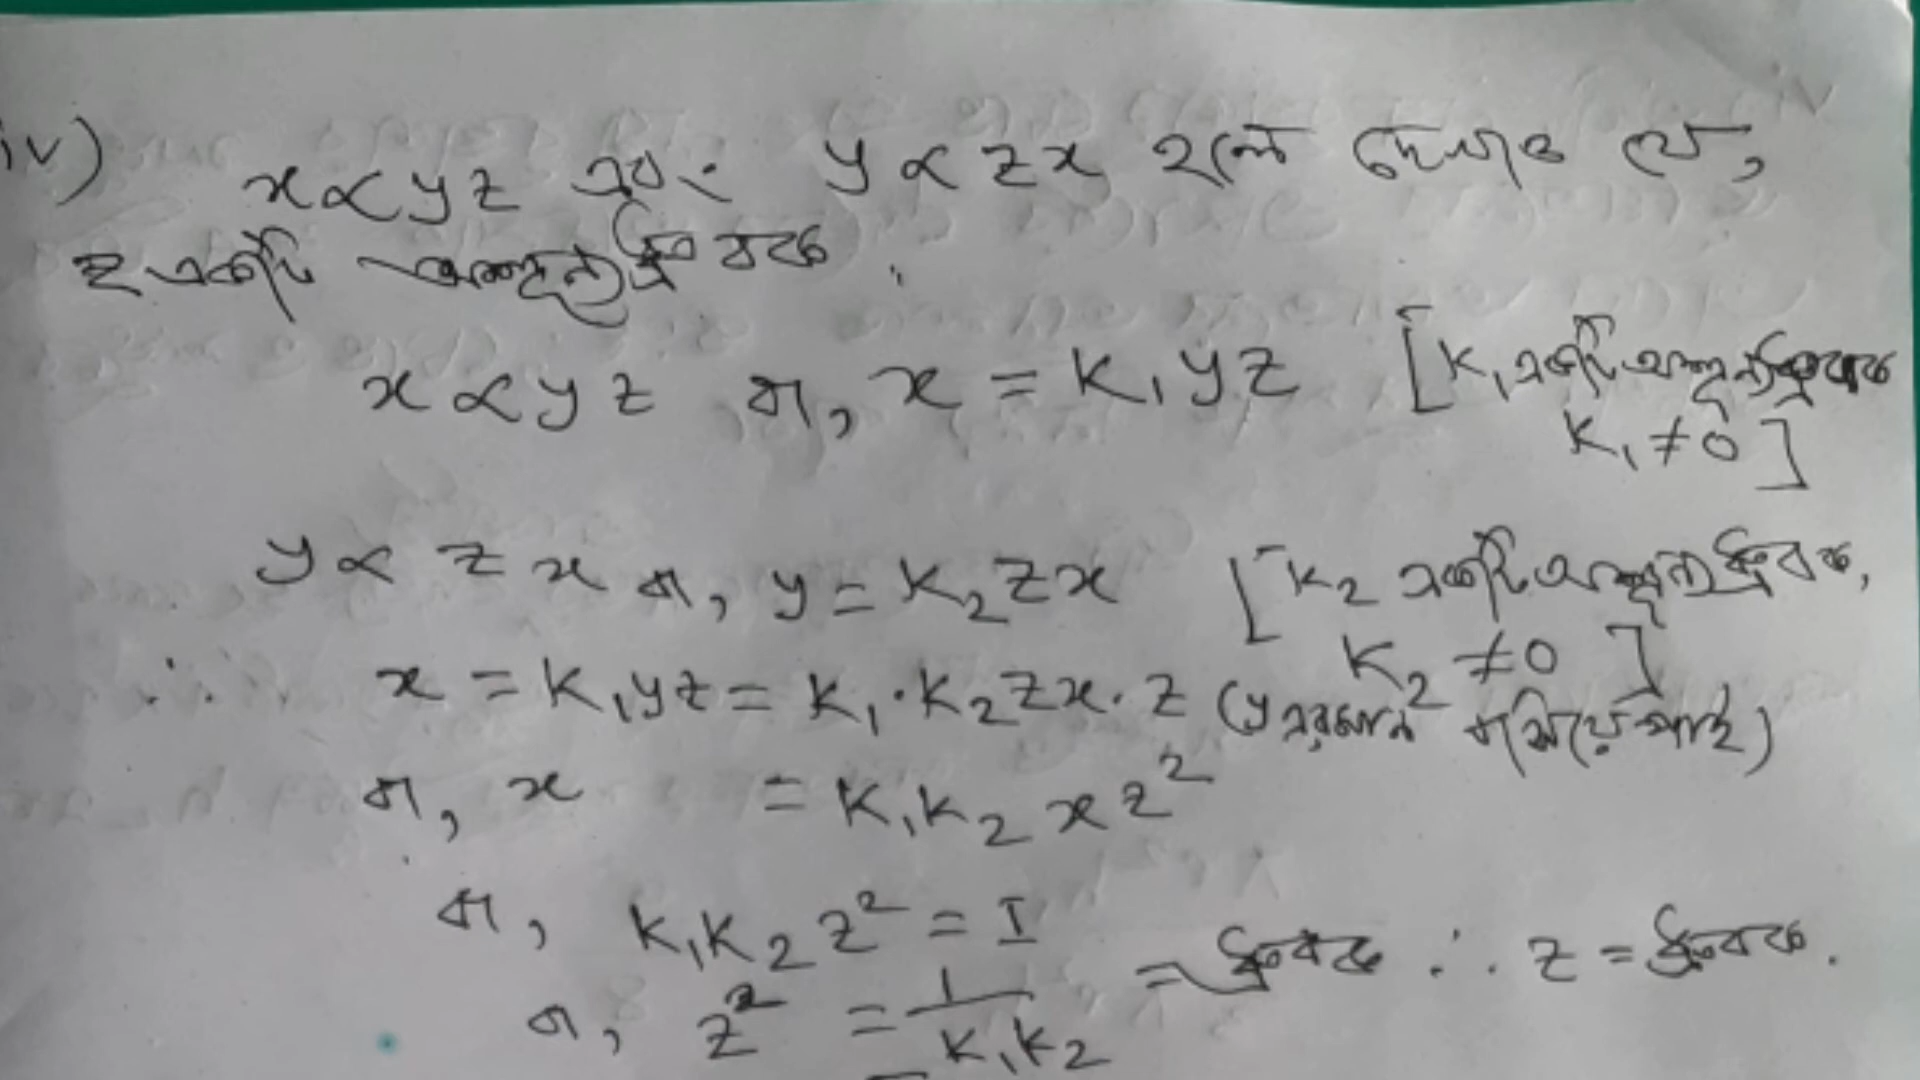 iv) x∝yz এবং y∝zx হলে দেখাও যে,
z একটি অশূন্য ধ্রুবক।
x∝yz বা, x = K₁yz [K₁ একটি অশূন্য ধ্রুবক
K₁≠0]
y∝zx বা, y = K₂zx [K₂ একটি অশূন্য ধ্রুবক,
K₂≠0]
∴ x = K₁yz = K₁·K₂zx·z (y এর মান বসিয়ে পাই)
বা, x = K₁K₂xz²
বা, K₁K₂z² = 1
বা, z² = 1/K₁K₂ = ধ্রুবক ∴ z = ধ্রুবক.